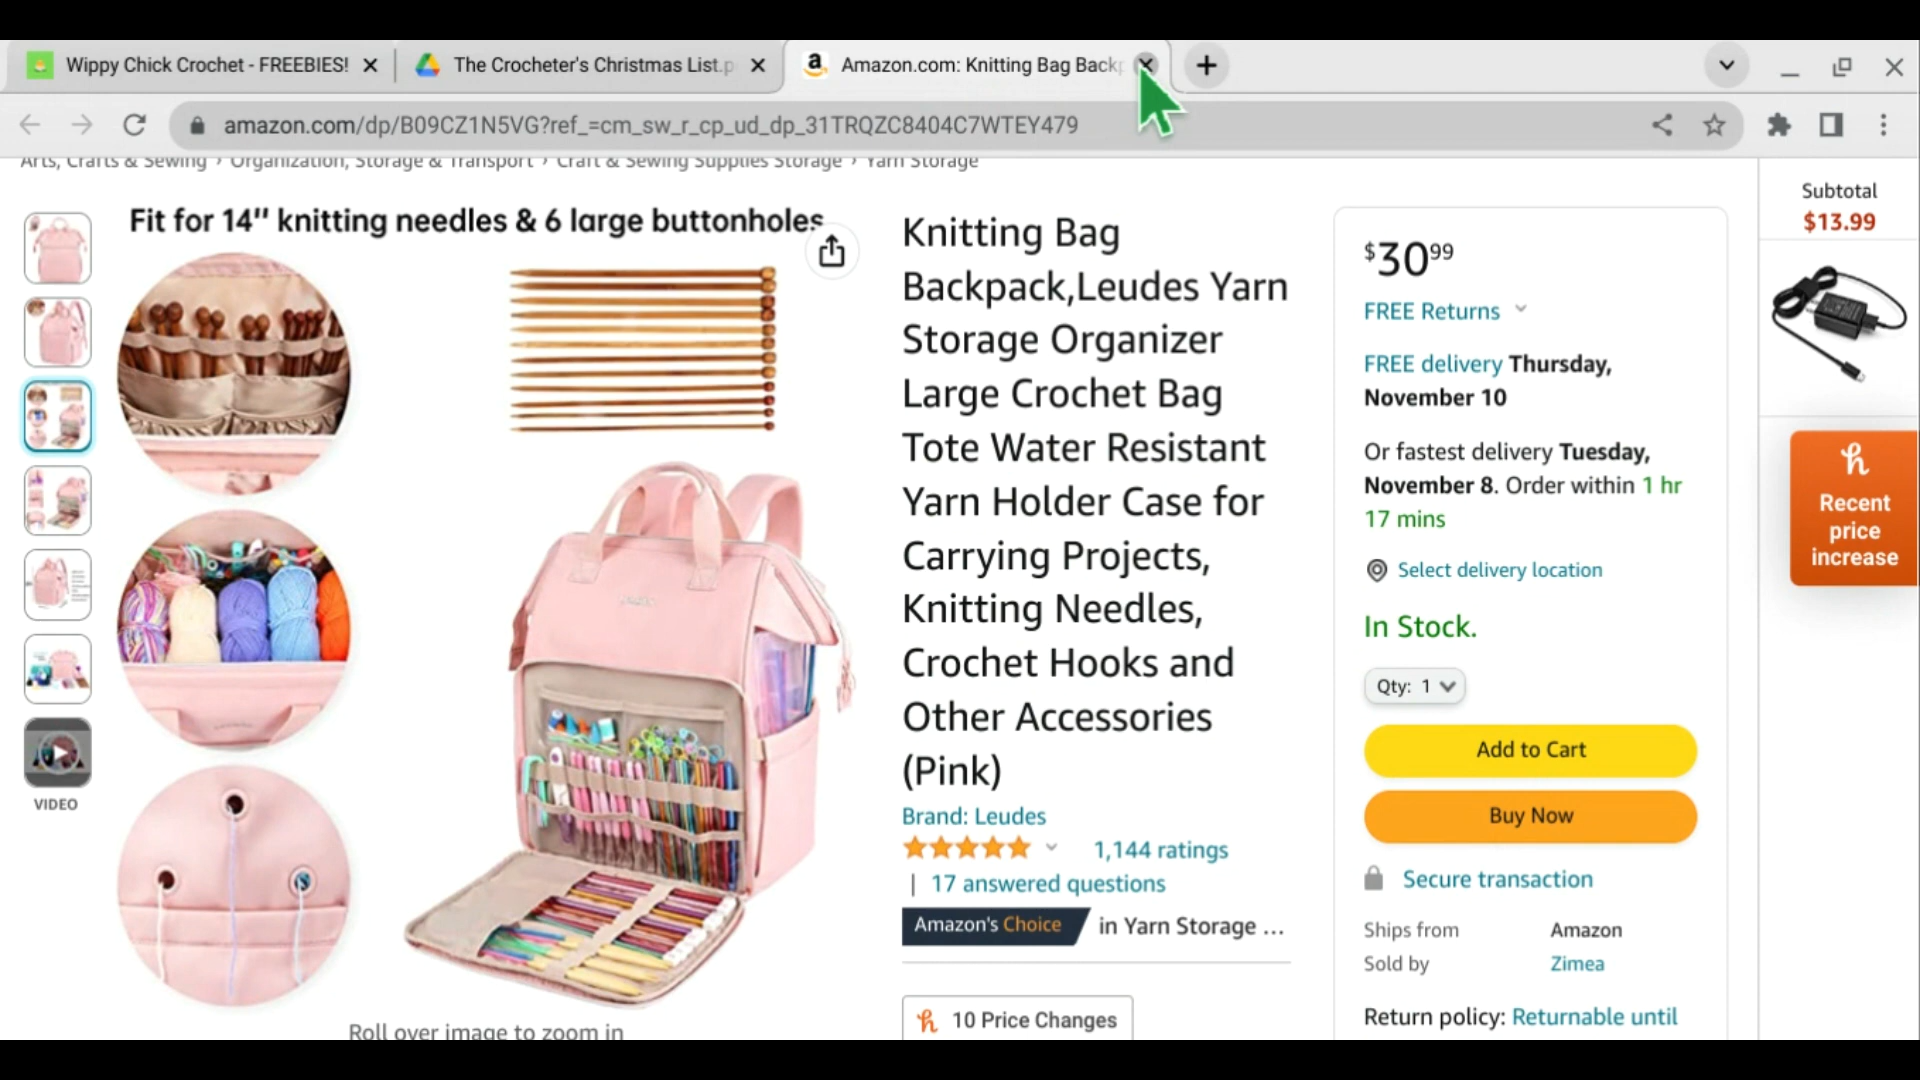 Wippy Chick Crochet - FREEBIES!
The Crocheter's Christmas List.p
Amazon.com: Knitting Bag Backp
amazon.com/dp/B09CZ1N5VG?ref_=cm_sw_r_cp_ud_dp_31TRQZC8404C7WTEY479
Arts, Crafts & Sewing › Organization, Storage & Transport › Craft & Sewing Supplies Storage › Yarn Storage
Fit for 14" knitting needles & 6 large buttonholes
VIDEO
Roll over image to zoom in
Knitting Bag
Backpack,Leudes Yarn
Storage Organizer
Large Crochet Bag
Tote Water Resistant
Yarn Holder Case for
Carrying Projects,
Knitting Needles,
Crochet Hooks and
Other Accessories
(Pink)
Brand: Leudes
1,144 ratings
| 17 answered questions
Amazon's Choice in Yarn Storage ...
10 Price Changes
$30.99
FREE Returns
FREE delivery Thursday,
November 10
Or fastest delivery Tuesday,
November 8. Order within 1 hr
17 mins
Select delivery location
In Stock.
Qty: 1
Add to Cart
Buy Now
Secure transaction
Ships from Amazon
Sold by Zimea
Return policy: Returnable until
Subtotal
$13.99
Recent
price
increase